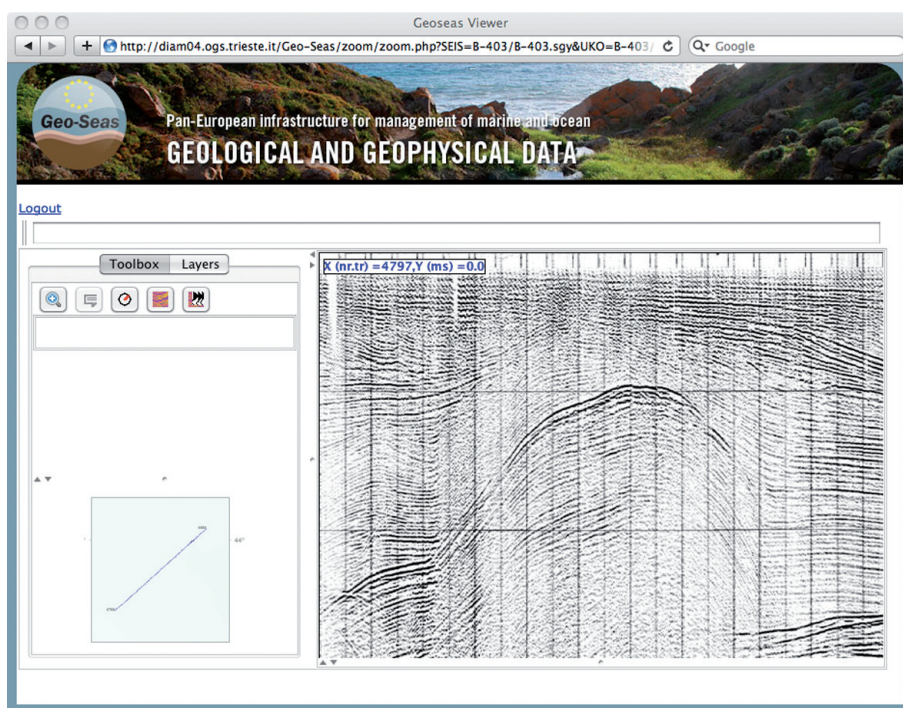 Geoseas Viewer
http://diam04.ogs.trieste.it/Geo-Seas/zoom/zoom.php?SEIS=B-403/B-403.sgy&UKO=B-403/
Google
Geo-Seas
Pan-European infrastructure for management of marine and ocean
GEOLOGICAL AND GEOPHYSICAL DATA
Logout
Toolbox Layers
X (nr.tr) =4797,Y (ms) =0.0
44°